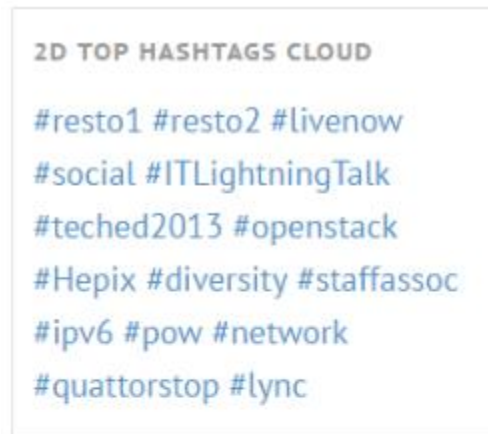 2D TOP HASHTAGS CLOUD
#resto1 #resto2 #livenow
#social #ITLightningTalk
#teched2013 #openstack
#Hepix #diversity #staffassoc
#ipv6 #pow #network
#quattorstop #lync